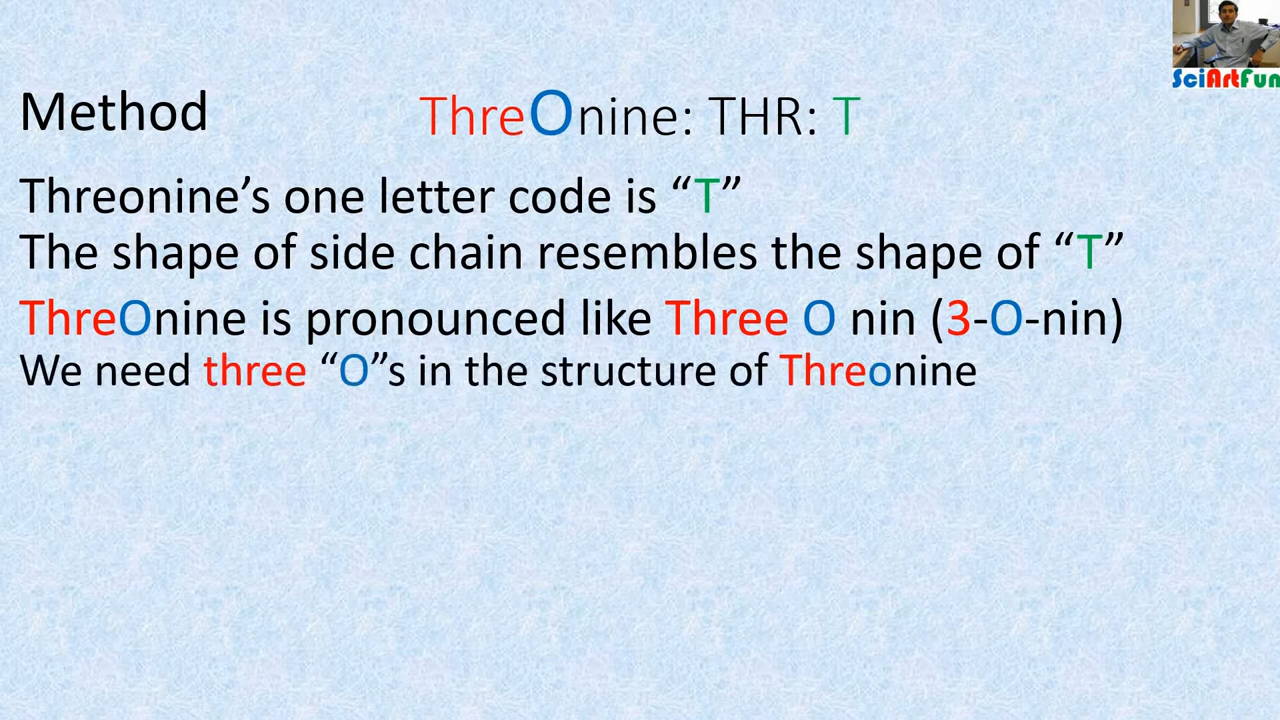 SciArtFun
Method
ThreOnine: THR: T
Threonine’s one letter code is “T”
The shape of side chain resembles the shape of “T”
ThreOnine is pronounced like Three O nin (3-O-nin)
We need three “O”s in the structure of Threonine